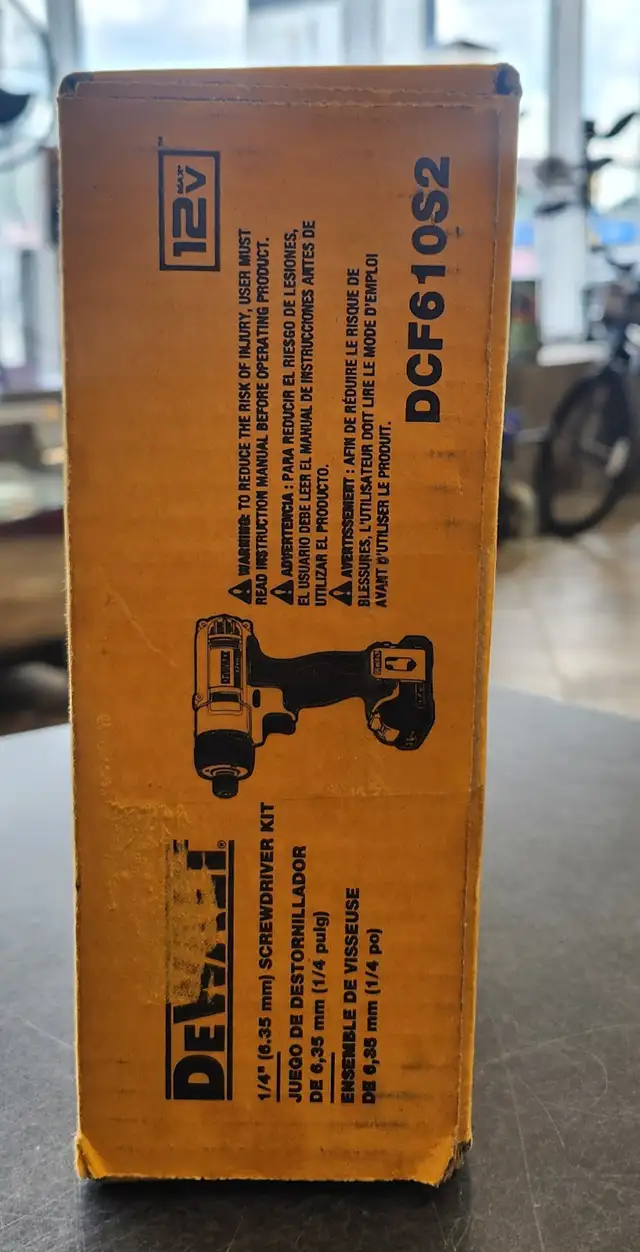 DEWALT
1/4" (6.35 mm) SCREWDRIVER KIT
JUEGO DE DESTORNILLADOR
DE 6,35 mm (1/4 pulg)
ENSEMBLE DE VISSEUSE
DE 6,35 mm (1/4 po)
12V MAX*
WARNING: TO REDUCE THE RISK OF INJURY, USER MUST
READ INSTRUCTION MANUAL BEFORE OPERATING PRODUCT.
ADVERTENCIA : PARA REDUCIR EL RIESGO DE LESIONES,
EL USUARIO DEBE LEER EL MANUAL DE INSTRUCCIONES ANTES DE
UTILIZAR EL PRODUCTO.
AVERTISSEMENT : AFIN DE RÉDUIRE LE RISQUE DE
BLESSURES, L'UTILISATEUR DOIT LIRE LE MODE D'EMPLOI
AVANT D'UTILISER LE PRODUIT.
DCF610S2